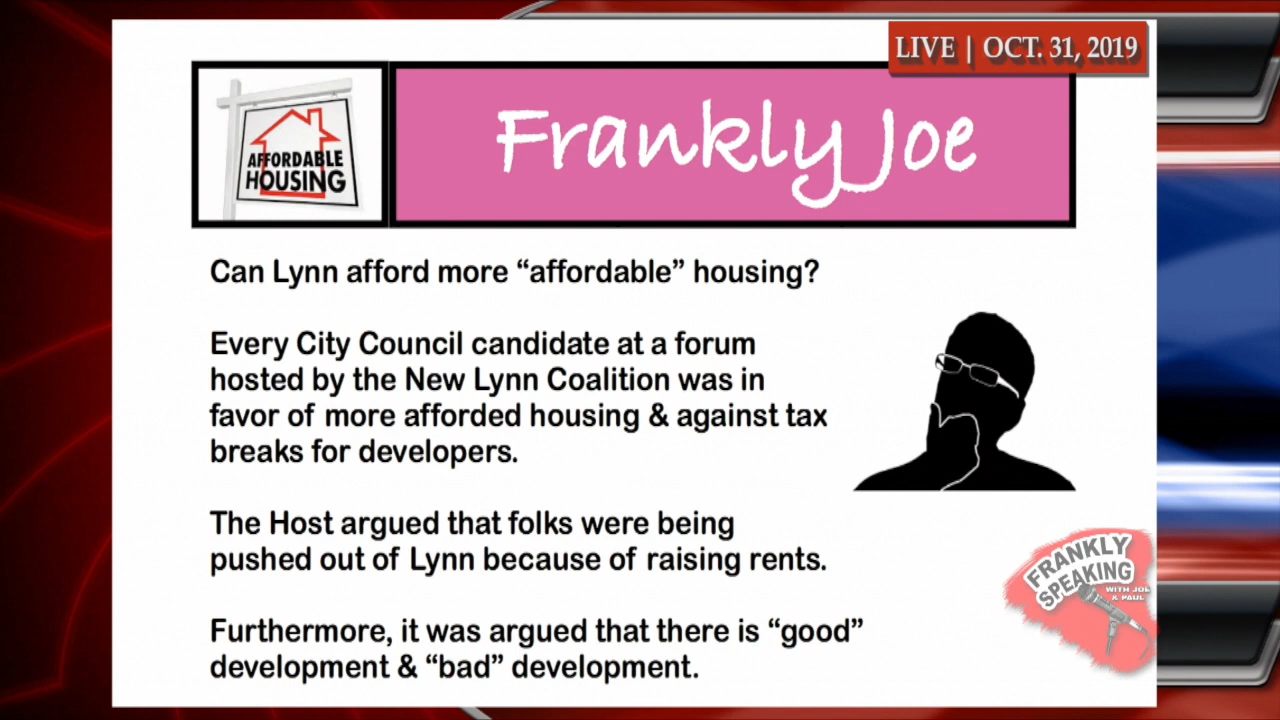 LIVE | OCT. 31, 2019
AFFORDABLE
HOUSING
Frankly Joe
Can Lynn afford more “affordable” housing?
Every City Council candidate at a forum
hosted by the New Lynn Coalition was in
favor of more afforded housing & against tax
breaks for developers.
The Host argued that folks were being
pushed out of Lynn because of raising rents.
Furthermore, it was argued that there is “good”
development & “bad” development.
FRANKLY
SPEAKING
WITH JOE
& PAUL